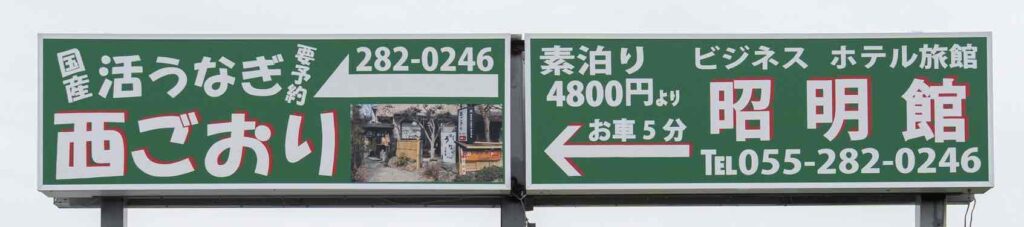 国産
活うなぎ
要予約
282-0246
西ごおり
素泊り
4800円より
お車5分
ビジネス ホテル旅館
昭明館
TEL055-282-0246